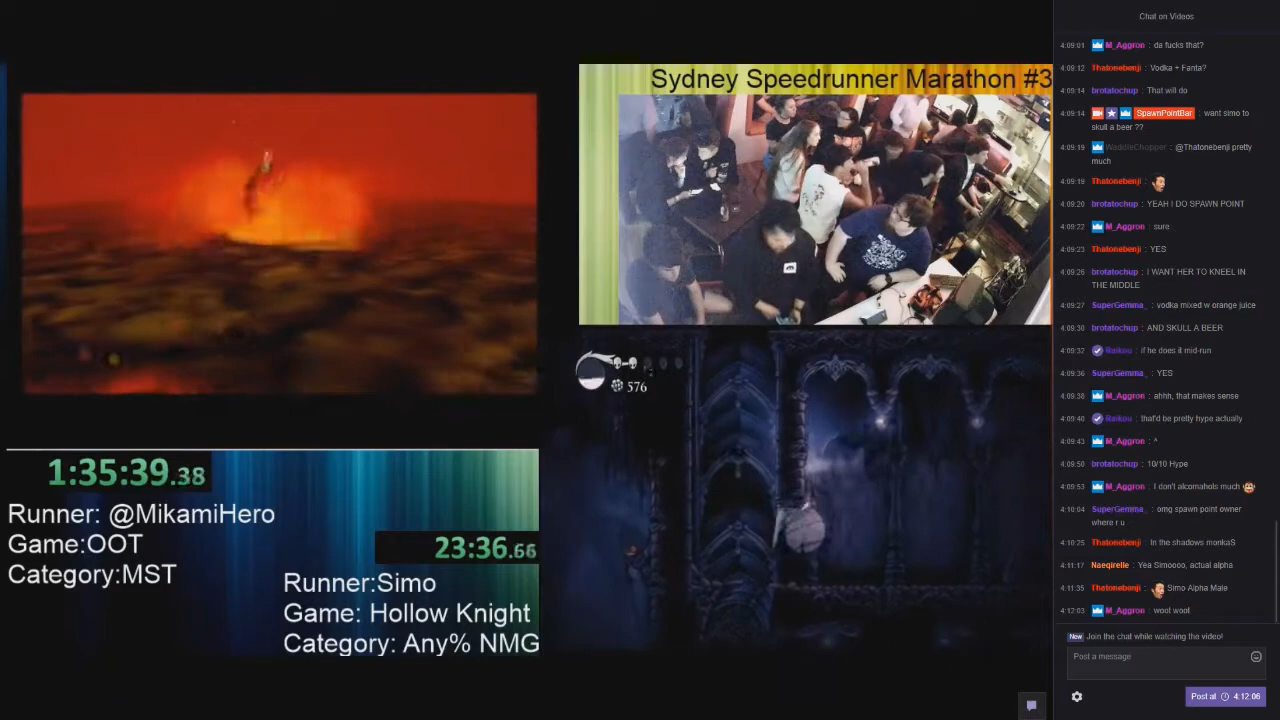 Sydney Speedrunner Marathon #3
576
1:35:39.38
Runner: @MikamiHero
Game:OOT
Category:MST
23:36.66
Runner:Simo
Game: Hollow Knight
Category: Any% NMG
Chat on Videos
4:09:01 M_Aggron : da fucks that?
4:09:12 Thatonebenji : Vodka + Fanta?
4:09:14 brotatochup : That will do
4:09:14 SpawnPointBar : want simo to
skull a beer ??
4:09:19 WaddleChopper : @Thatonebenji pretty
much
4:09:19 Thatonebenji :
4:09:20 brotatochup : YEAH I DO SPAWN POINT
4:09:22 M_Aggron : sure
4:09:23 Thatonebenji : YES
4:09:26 brotatochup : I WANT HER TO KNEEL IN
THE MIDDLE
4:09:27 SuperGemma_ : vodka mixed w orange juice
4:09:30 brotatochup : AND SKULL A BEER
4:09:32 Raikou : if he does it mid-run
4:09:36 SuperGemma_ : YES
4:09:38 M_Aggron : ahhh, that makes sense
4:09:40 Raikou : that'd be pretty hype actually
4:09:43 M_Aggron : ^
4:09:50 brotatochup : 10/10 Hype
4:09:53 M_Aggron : I don't alcomahols much
4:10:04 SuperGemma_ : omg spawn point owner
where r u
4:10:25 Thatonebenji : In the shadows monkaS
4:11:17 Naeqirelle : Yea Simoooo, actual alpha
4:11:35 Thatonebenji : Simo Alpha Male
4:12:03 M_Aggron : woot woot
New Join the chat while watching the video!
Post a message
Post at 4:12:06